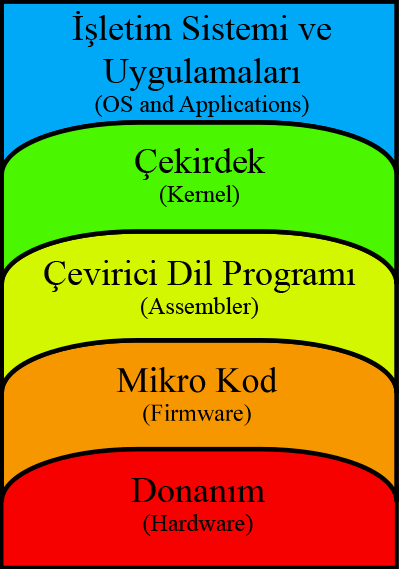 İşletim Sistemi ve
Uygulamaları
(OS and Applications)
Çekirdek
(Kernel)
Çevirici Dil Programı
(Assembler)
Mikro Kod
(Firmware)
Donanım
(Hardware)